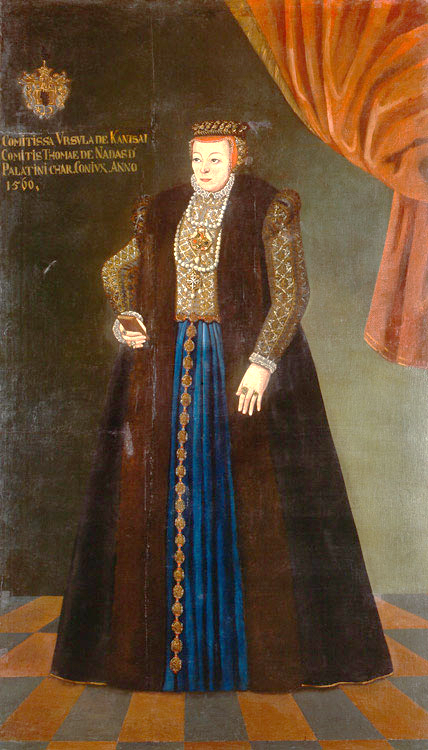 COMITISSA VRSVLA DE KANISAI
COMITIS THOMAE DE NADASD
PALATINI CHAR. CONIVX, ANNO
1560,